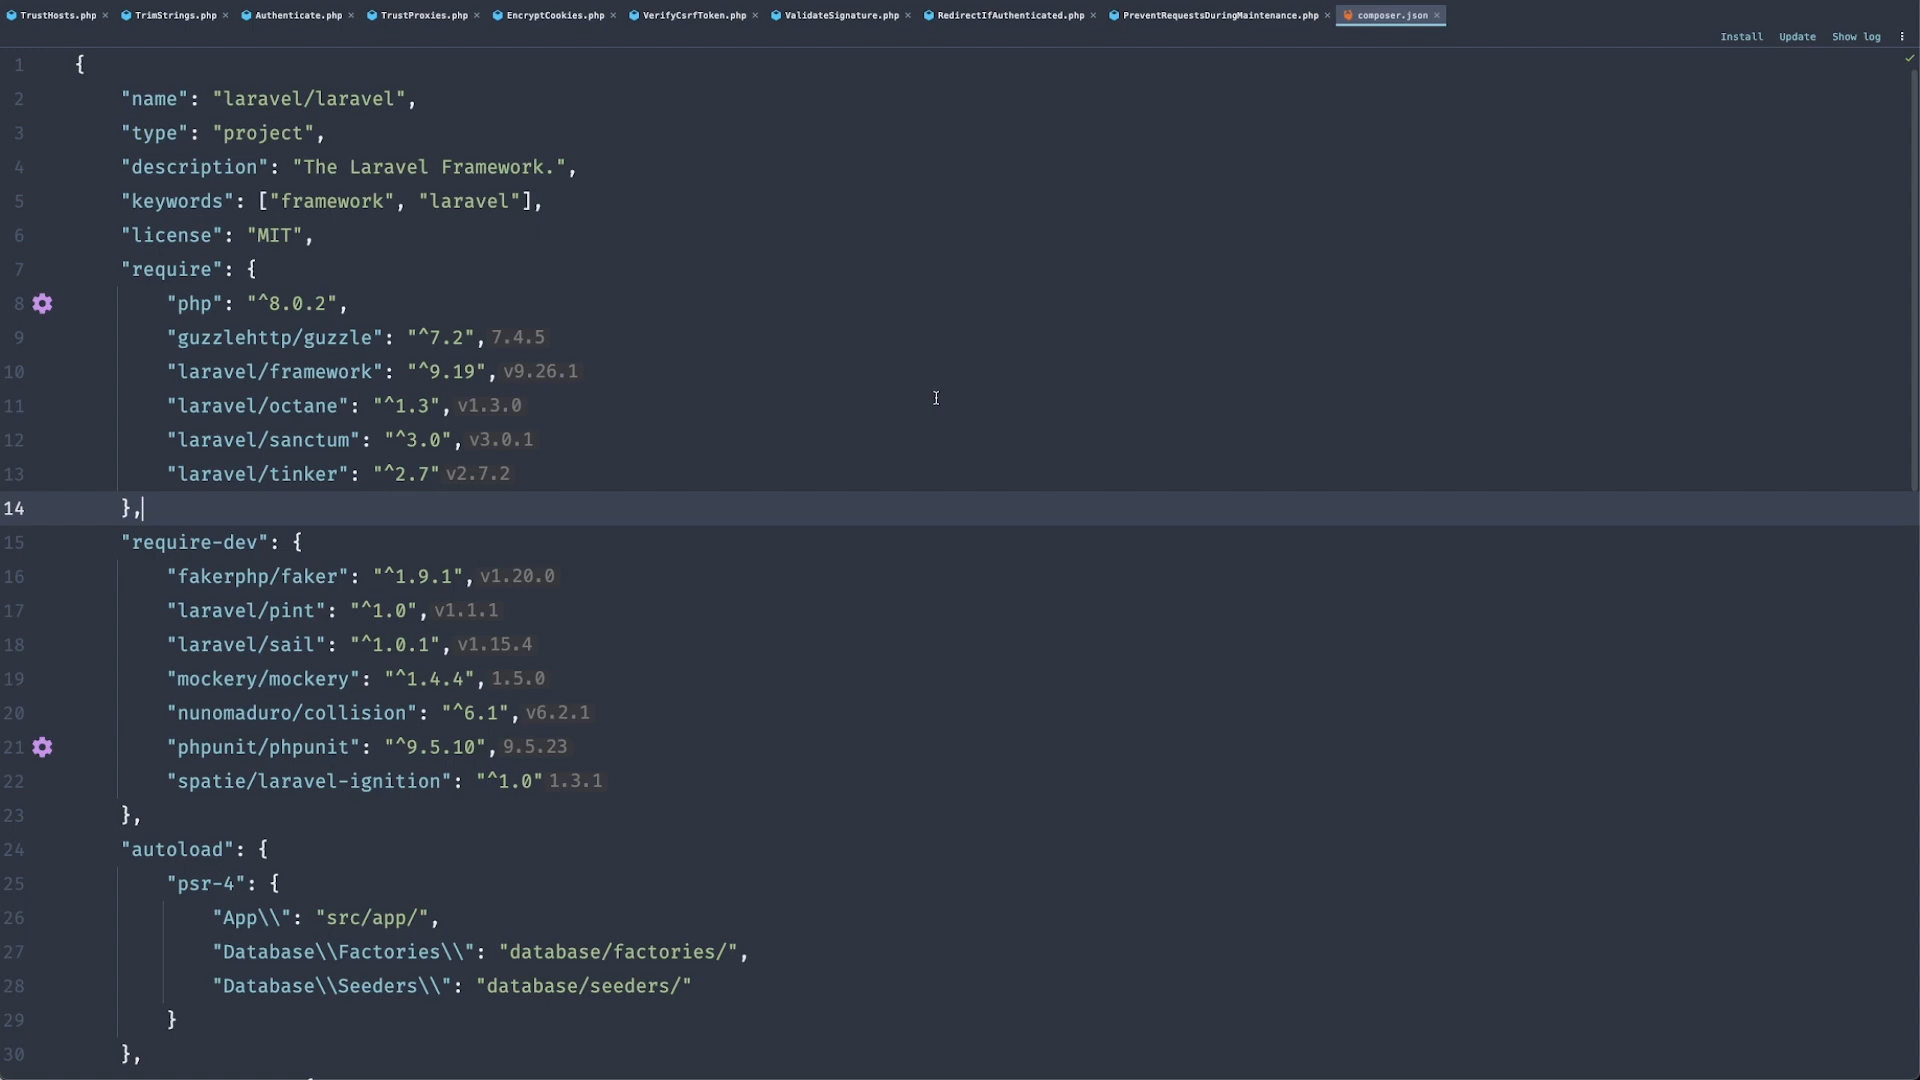 TrustHosts.php × TrimStrings.php × Authenticate.php × TrustProxies.php × EncryptCookies.php × VerifyCsrfToken.php × ValidateSignature.php × RedirectIfAuthenticated.php × PreventRequestsDuringMaintenance.php × composer.json ×
Install Update Show log
1 {
2 "name": "laravel/laravel",
3 "type": "project",
4 "description": "The Laravel Framework.",
5 "keywords": ["framework", "laravel"],
6 "license": "MIT",
7 "require": {
8 "php": "^8.0.2",
9 "guzzlehttp/guzzle": "^7.2", 7.4.5
10 "laravel/framework": "^9.19", v9.26.1
11 "laravel/octane": "^1.3", v1.3.0
12 "laravel/sanctum": "^3.0", v3.0.1
13 "laravel/tinker": "^2.7" v2.7.2
14 },
15 "require-dev": {
16 "fakerphp/faker": "^1.9.1", v1.20.0
17 "laravel/pint": "^1.0", v1.1.1
18 "laravel/sail": "^1.0.1", v1.15.4
19 "mockery/mockery": "^1.4.4", 1.5.0
20 "nunomaduro/collision": "^6.1", v6.2.1
21 "phpunit/phpunit": "^9.5.10", 9.5.23
22 "spatie/laravel-ignition": "^1.0" 1.3.1
23 },
24 "autoload": {
25 "psr-4": {
26 "App\\": "src/app/",
27 "Database\\Factories\\": "database/factories/",
28 "Database\\Seeders\\": "database/seeders/"
29 }
30 },